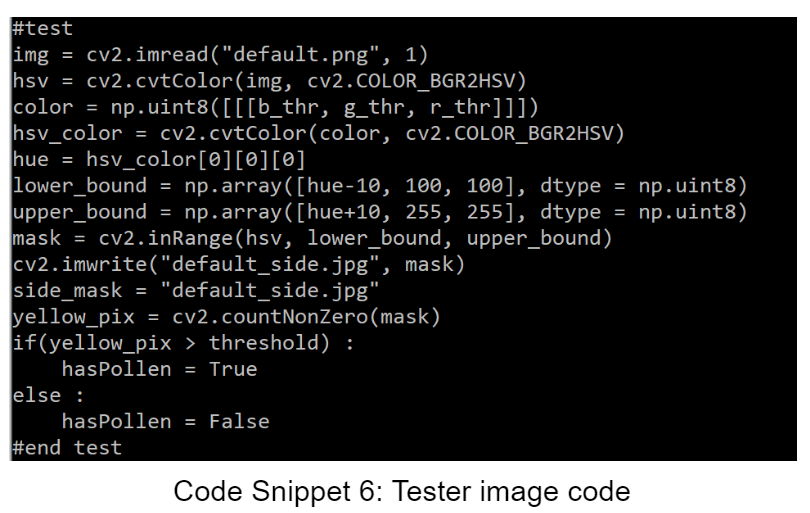 #test
img = cv2.imread("default.png", 1)
hsv = cv2.cvtColor(img, cv2.COLOR_BGR2HSV)
color = np.uint8([[[b_thr, g_thr, r_thr]]])
hsv_color = cv2.cvtColor(color, cv2.COLOR_BGR2HSV)
hue = hsv_color[0][0][0]
lower_bound = np.array([hue-10, 100, 100], dtype = np.uint8)
upper_bound = np.array([hue+10, 255, 255], dtype = np.uint8)
mask = cv2.inRange(hsv, lower_bound, upper_bound)
cv2.imwrite("default_side.jpg", mask)
side_mask = "default_side.jpg"
yellow_pix = cv2.countNonZero(mask)
if(yellow_pix > threshold) :
    hasPollen = True
else :
    hasPollen = False
#end test
Code Snippet 6: Tester image code